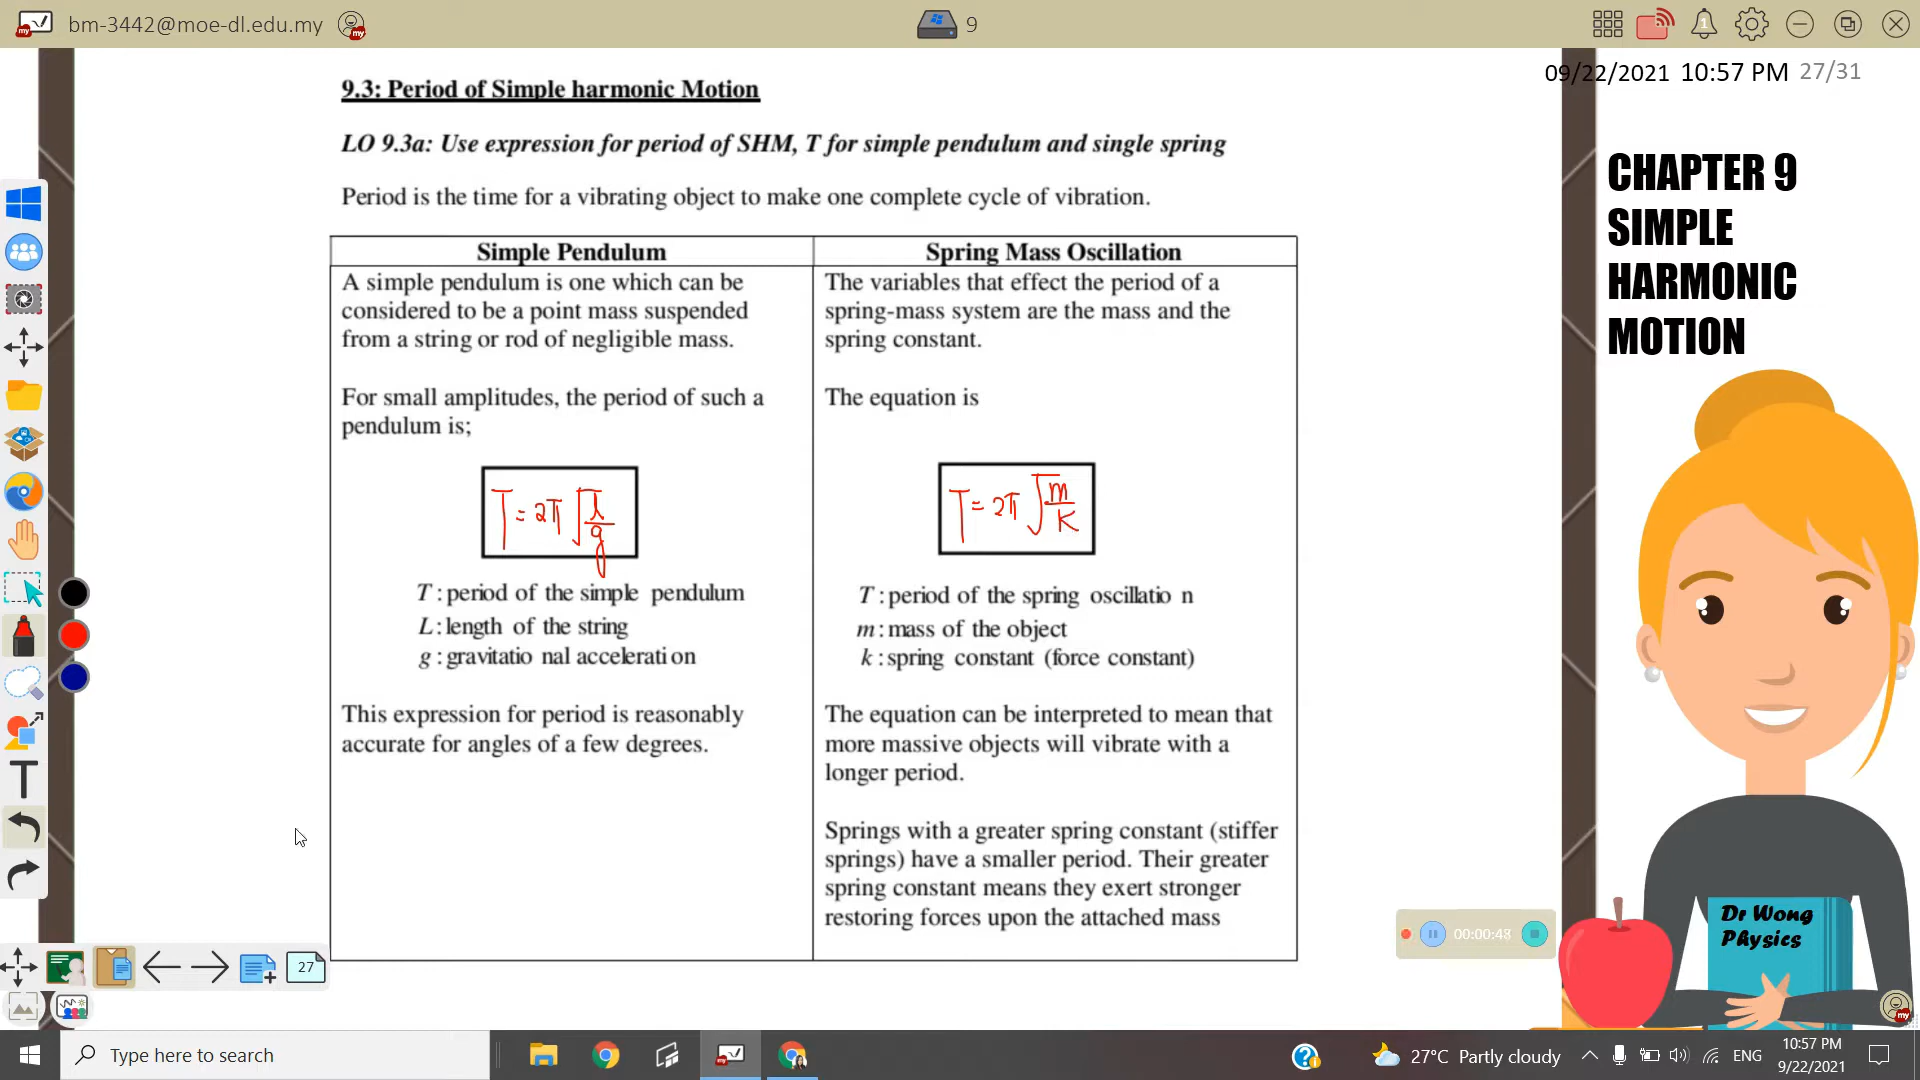 bm-3442@moe-dl.edu.my
9
1
09/22/2021 10:57 PM 27/31
9.3: Period of Simple harmonic Motion
LO 9.3a: Use expression for period of SHM, T for simple pendulum and single spring
Period is the time for a vibrating object to make one complete cycle of vibration.
Simple Pendulum
A simple pendulum is one which can be
considered to be a point mass suspended
from a string or rod of negligible mass.
For small amplitudes, the period of such a
pendulum is;
T = 2π √(l/g)
T : period of the simple pendulum
L : length of the string
g : gravitatio nal accelerati on
This expression for period is reasonably
accurate for angles of a few degrees.
Spring Mass Oscillation
The variables that effect the period of a
spring-mass system are the mass and the
spring constant.
The equation is
T = 2π √(m/k)
T : period of the spring oscillatio n
m : mass of the object
k : spring constant (force constant)
The equation can be interpreted to mean that
more massive objects will vibrate with a
longer period.
Springs with a greater spring constant (stiffer
springs) have a smaller period. Their greater
spring constant means they exert stronger
restoring forces upon the attached mass
CHAPTER 9
SIMPLE
HARMONIC
MOTION
Dr Wong
Physics
00:00:48
27
Type here to search
27°C Partly cloudy
ENG
10:57 PM
9/22/2021